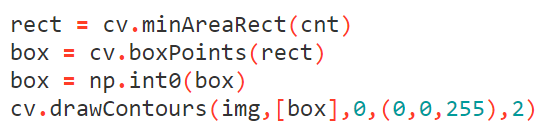 rect = cv.minAreaRect(cnt)
box = cv.boxPoints(rect)
box = np.int0(box)
cv.drawContours(img,[box],0,(0,0,255),2)